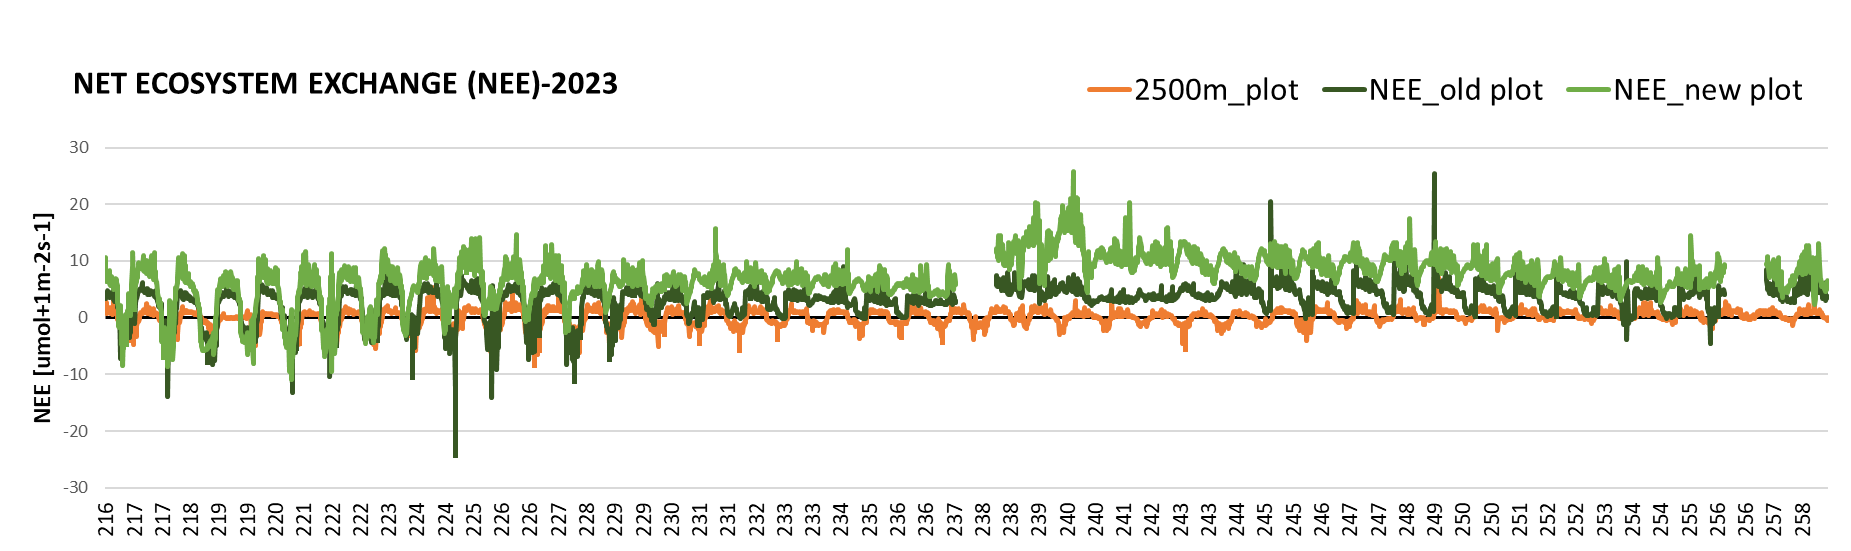 NET ECOSYSTEM EXCHANGE (NEE)-2023
2500m_plot NEE_old plot NEE_new plot
NEE [umol+1m-2s-1]
30
20
10
0
-10
-20
-30
216 217 217 218 219 219 220 221 222 222 223 224 224 225 226 226 227 228 229 229 230 231 231 232 233 233 234 235 236 236 237 238 238 239 240 240 241 242 243 243 244 245 245 246 247 247 248 249 250 250 251 252 252 253 254 254 255 256 256 257 258